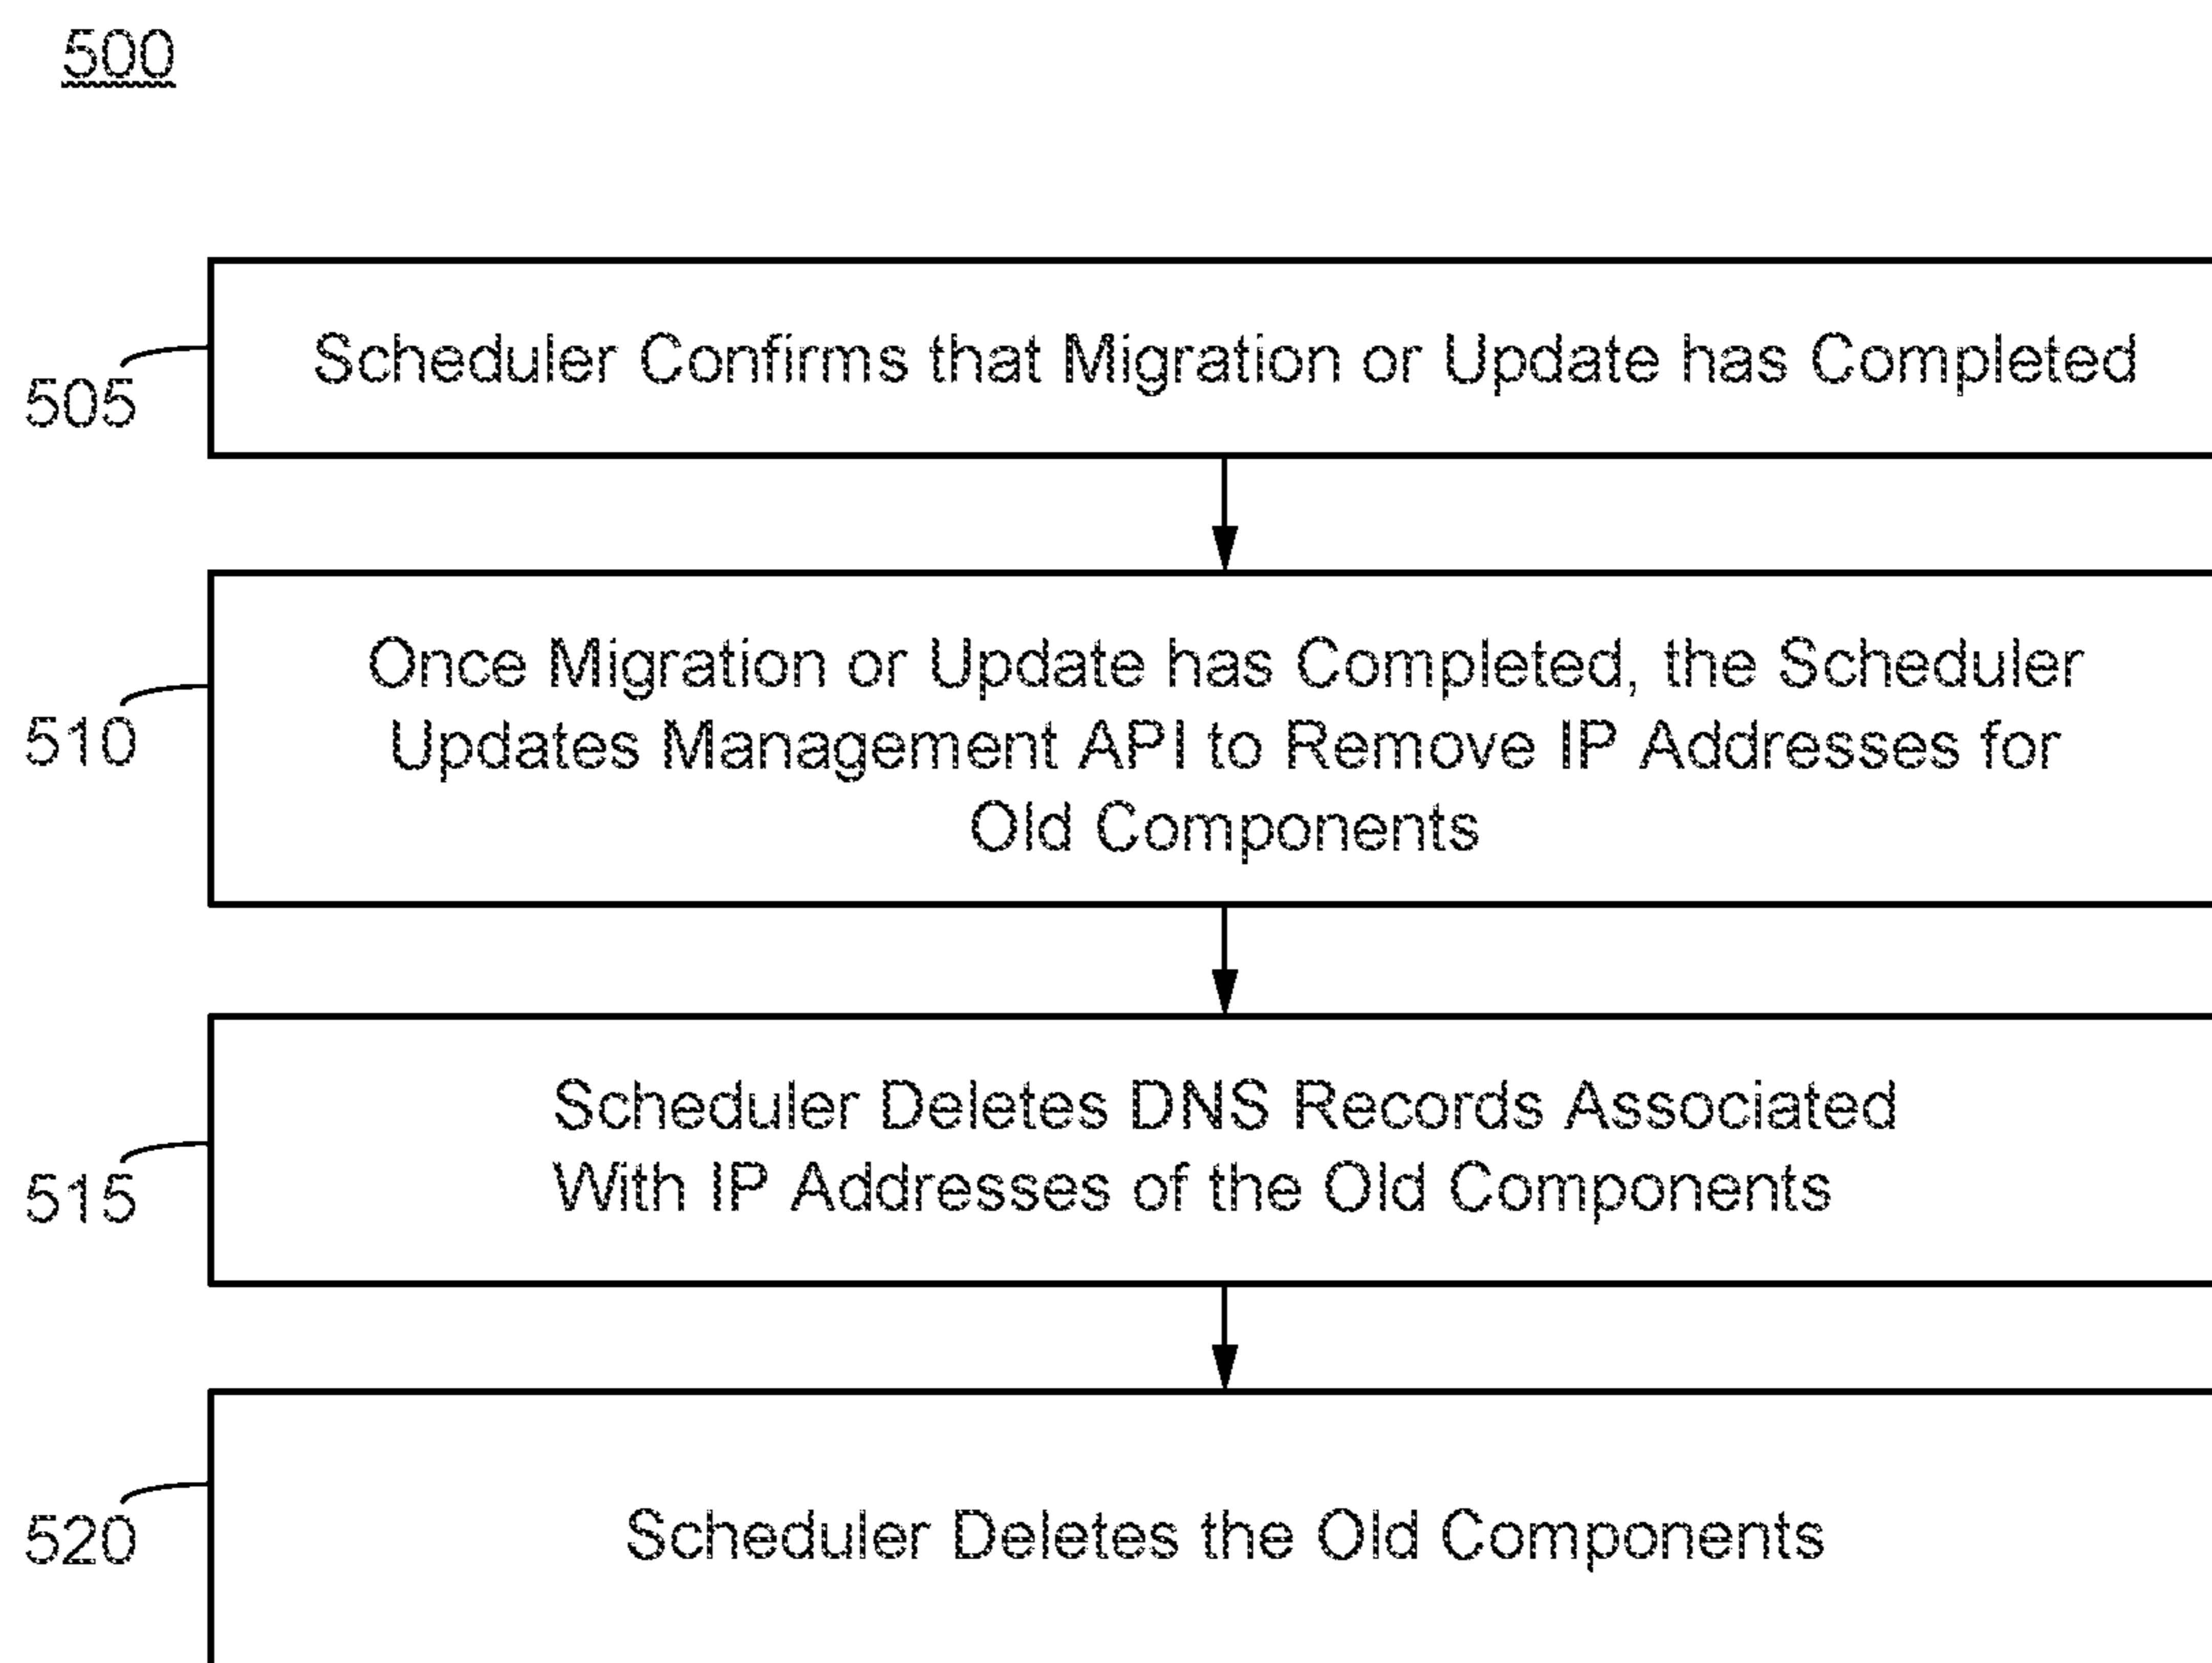 500
Scheduler Confirms that Migration or Update has Completed
505
Once Migration or Update has Completed, the Scheduler
Updates Management API to Remove IP Addresses for
Old Components
510
Scheduler Deletes DNS Records Associated
With IP Addresses of the Old Components
515
Scheduler Deletes the Old Components
520